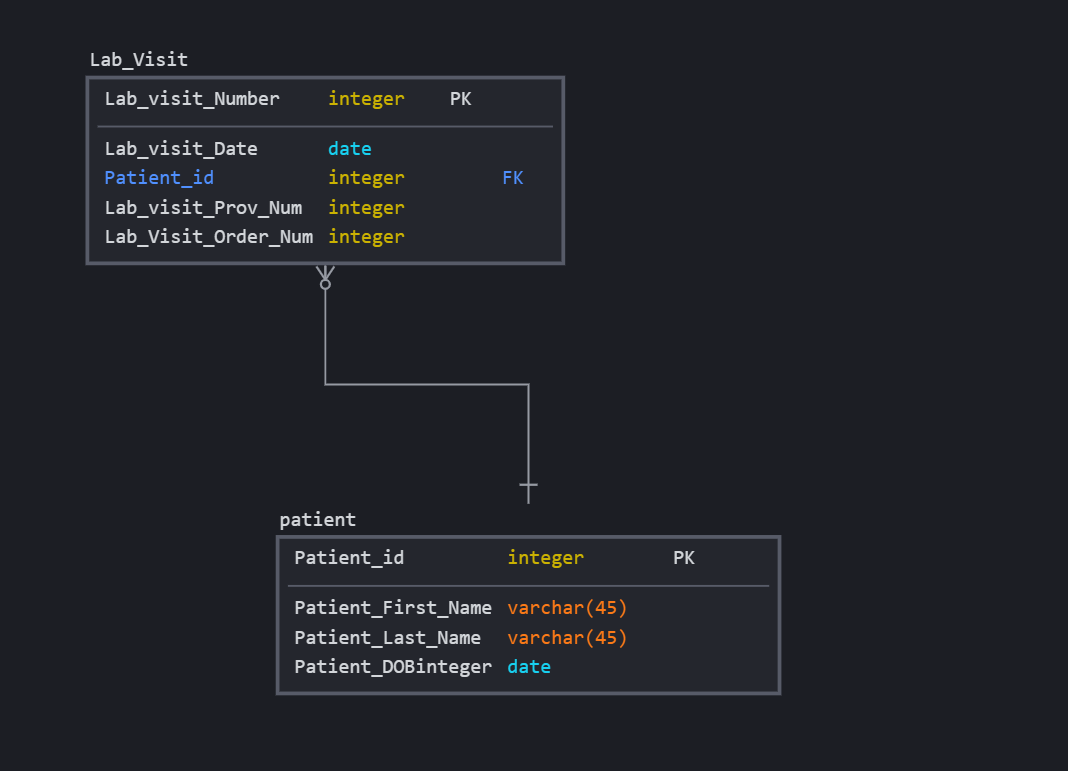 Lab_Visit
Lab_visit_Number integer PK
Lab_visit_Date date
Patient_id integer FK
Lab_visit_Prov_Num integer
Lab_Visit_Order_Num integer
patient
Patient_id integer PK
Patient_First_Name varchar(45)
Patient_Last_Name varchar(45)
Patient_DOBinteger date